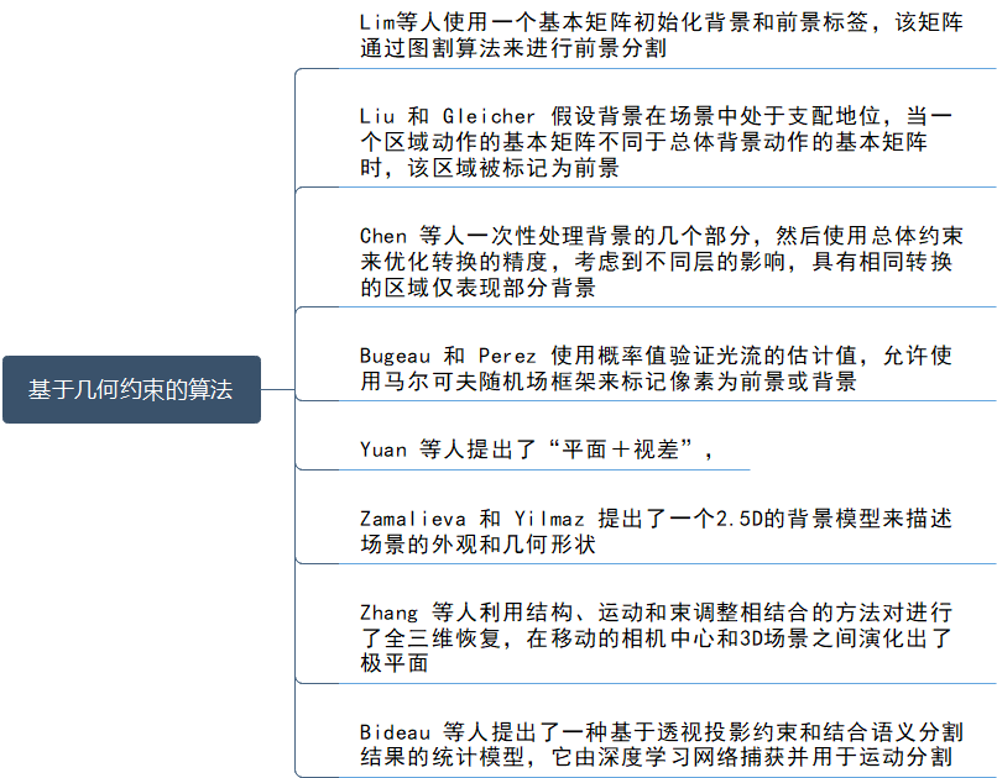 Lim等人使用一个基本矩阵初始化背景和前景标签，该矩阵
通过图割算法来进行前景分割
Liu 和 Gleicher 假设背景在场景中处于支配地位，当一
个区域动作的基本矩阵不同于总体背景动作的基本矩阵
时，该区域被标记为前景
Chen 等人一次性处理背景的几个部分，然后使用总体约束
来优化转换的精度，考虑到不同层的影响，具有相同转换
的区域仅表现部分背景
基于几何约束的算法
Bugeau 和 Perez 使用概率值验证光流的估计值，允许使
用马尔可夫随机场框架来标记像素为前景或背景
Yuan 等人提出了“平面＋视差”，
Zamalieva 和 Yilmaz 提出了一个2.5D的背景模型来描述
场景的外观和几何形状
Zhang 等人利用结构、运动和束调整相结合的方法对进行
了全三维恢复，在移动的相机中心和3D场景之间演化出了
极平面
Bideau 等人提出了一种基于透视投影约束和结合语义分割
结果的统计模型，它由深度学习网络捕获并用于运动分割